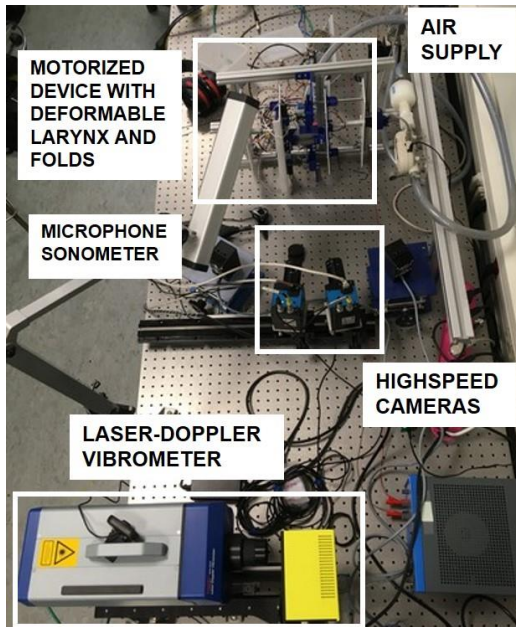 AIR
SUPPLY
MOTORIZED
DEVICE WITH
DEFORMABLE
LARYNX AND
FOLDS
MICROPHONE
SONOMETER
HIGHSPEED
CAMERAS
LASER-DOPPLER
VIBROMETER